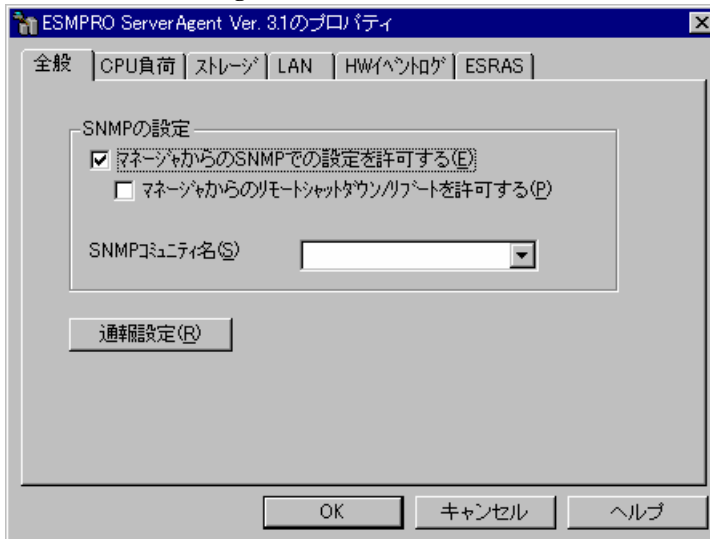 ESMPRO ServerAgent Ver. 3.1のプロパティ
全般 CPU負荷 ｽﾄﾚｰｼﾞ LAN HWｲﾍﾞﾝﾄﾛｸﾞ ESRAS
SNMPの設定
ﾏﾈｰｼﾞｬからのSNMPでの設定を許可する(E)
ﾏﾈｰｼﾞｬからのﾘﾓｰﾄｼｬｯﾄﾀﾞｳﾝ/ﾘﾌﾞｰﾄを許可する(P)
SNMPｺﾐｭﾆﾃｨ名(S)
通報設定(R)
OK キャンセル ヘルプ